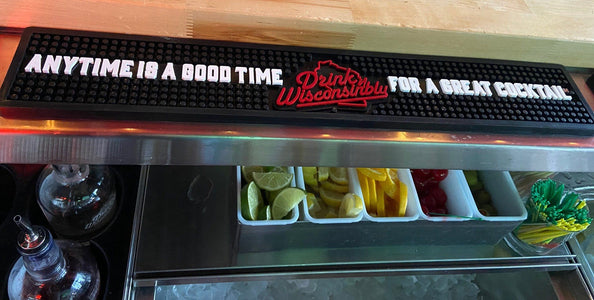 ANYTIME IS A GOOD TIME
Drink
Wisconsinbly
FOR A GREAT COCKTAIL